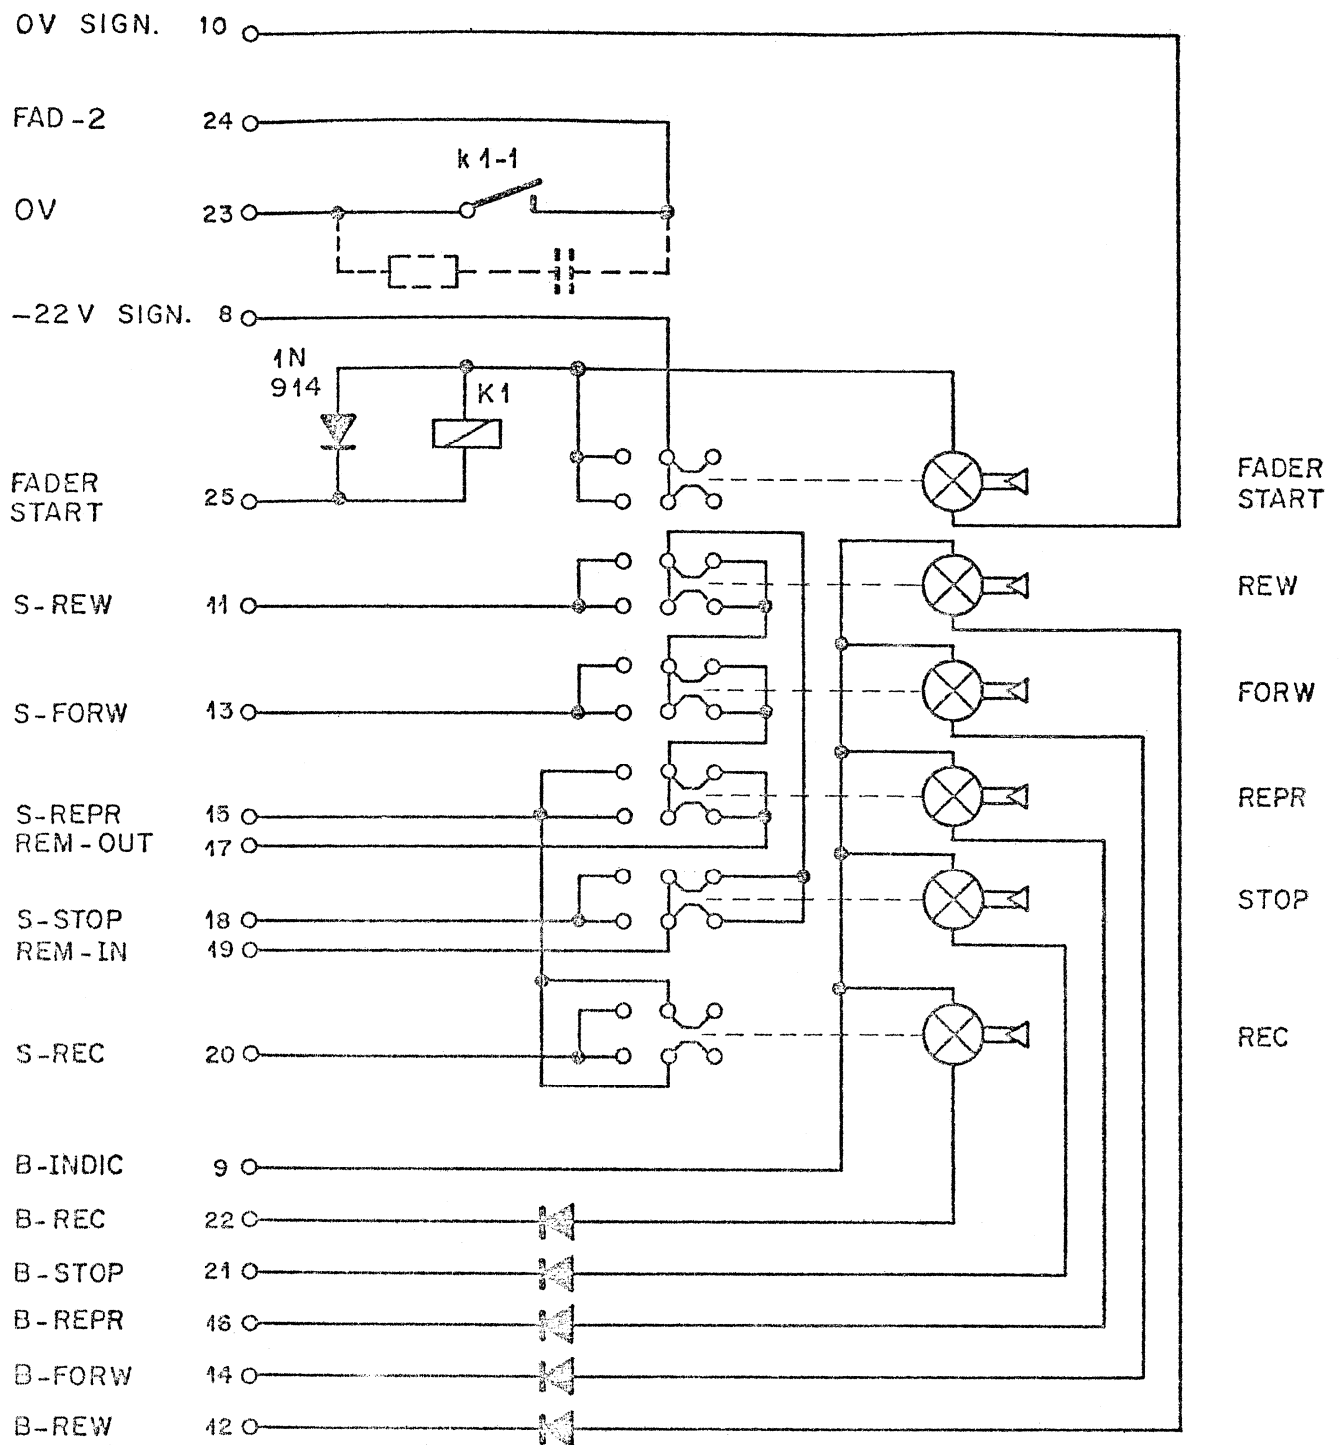 0V SIGN. 10
FAD-2 24
k1-1
0V 23
-22V SIGN. 8
1N
914
K1
FADER
START 25
FADER
START
S-REW 11
REW
S-FORW 13
FORW
S-REPR 15
REPR
REM-OUT 17
S-STOP 18
STOP
REM-IN 19
S-REC 20
REC
B-INDIC 9
B-REC 22
B-STOP 21
B-REPR 16
B-FORW 14
B-REW 12